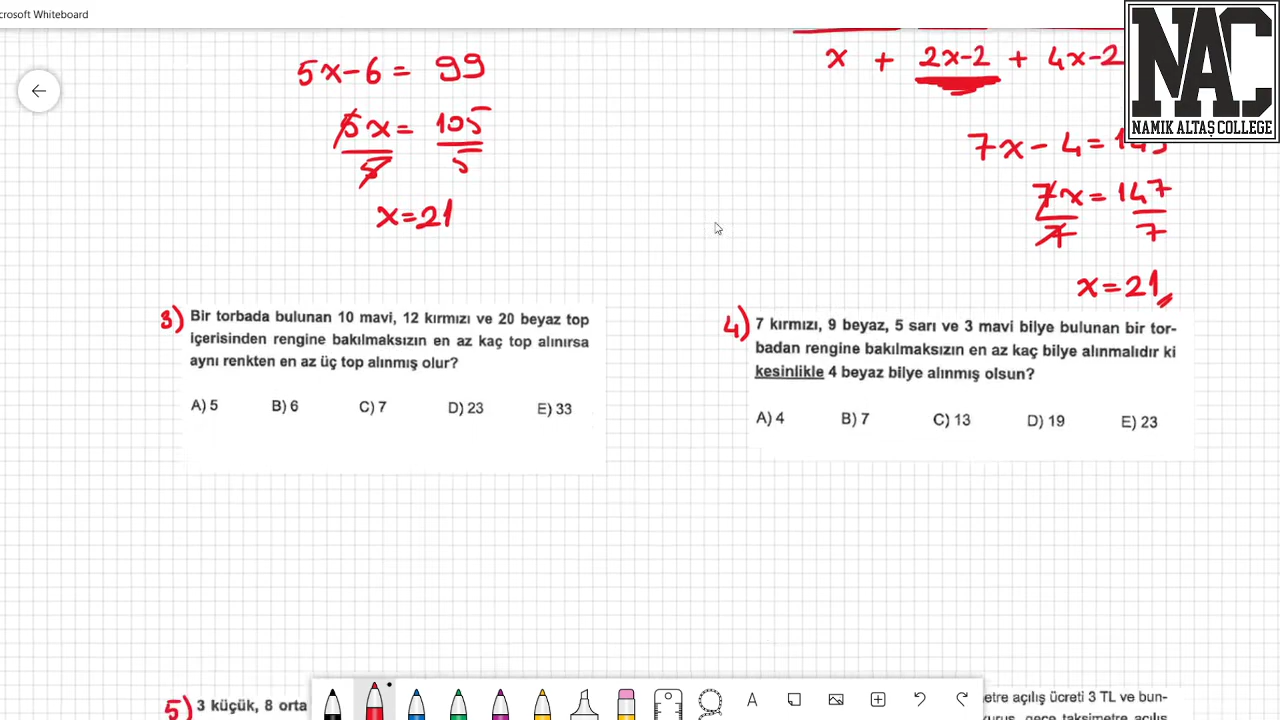 crosoft Whiteboard
NAC
NAMIK ALTAŞ COLLEGE
5x-6 = 99
5x = 105
5 5
x=21
x + 2x-2 + 4x-2
7x - 4 = 143
7x = 147
7 7
x=21
3) Bir torbada bulunan 10 mavi, 12 kırmızı ve 20 beyaz top
içerisinden rengine bakılmaksızın en az kaç top alınırsa
aynı renkten en az üç top alınmış olur?
A) 5 B) 6 C) 7 D) 23 E) 33
4) 7 kırmızı, 9 beyaz, 5 sarı ve 3 mavi bilye bulunan bir tor-
badan rengine bakılmaksızın en az kaç bilye alınmalıdır ki
kesinlikle 4 beyaz bilye alınmış olsun?
A) 4 B) 7 C) 13 D) 19 E) 23
5) 3 küçük, 8 orta
etre açılış ücreti 3 TL ve bun-
gece taksimetre açılış